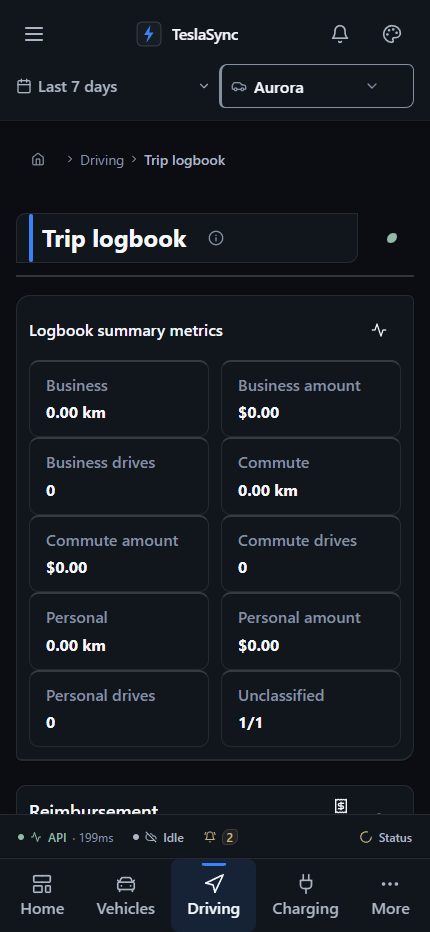 TeslaSync
Last 7 days
Aurora
Driving
Trip logbook
Trip logbook
Logbook summary metrics
Business
0.00 km
Business amount
$0.00
Business drives
0
Commute
0.00 km
Commute amount
$0.00
Commute drives
0
Personal
0.00 km
Personal amount
$0.00
Personal drives
0
Unclassified
1/1
Reimbursement
API · 199ms
Idle
2
Status
Home
Vehicles
Driving
Charging
More